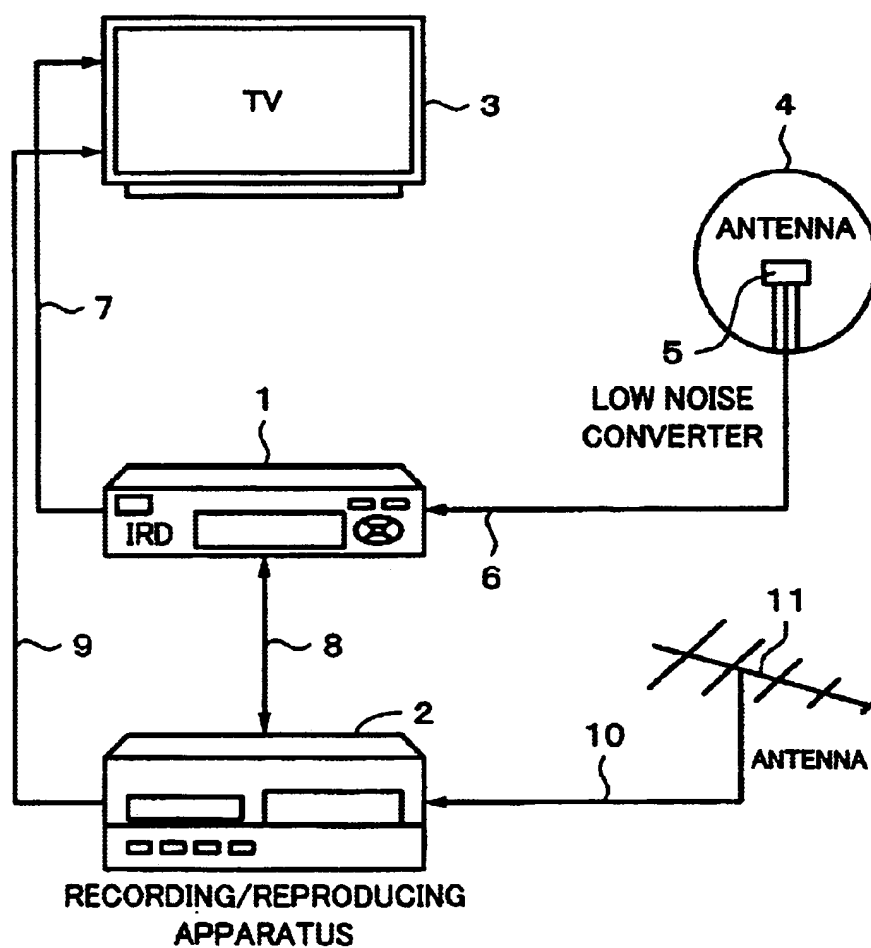 TV
3
4
ANTENNA
5
7
LOW NOISE
CONVERTER
1
IRD
6
11
9
8
2
10
ANTENNA
RECORDING/REPRODUCING
APPARATUS